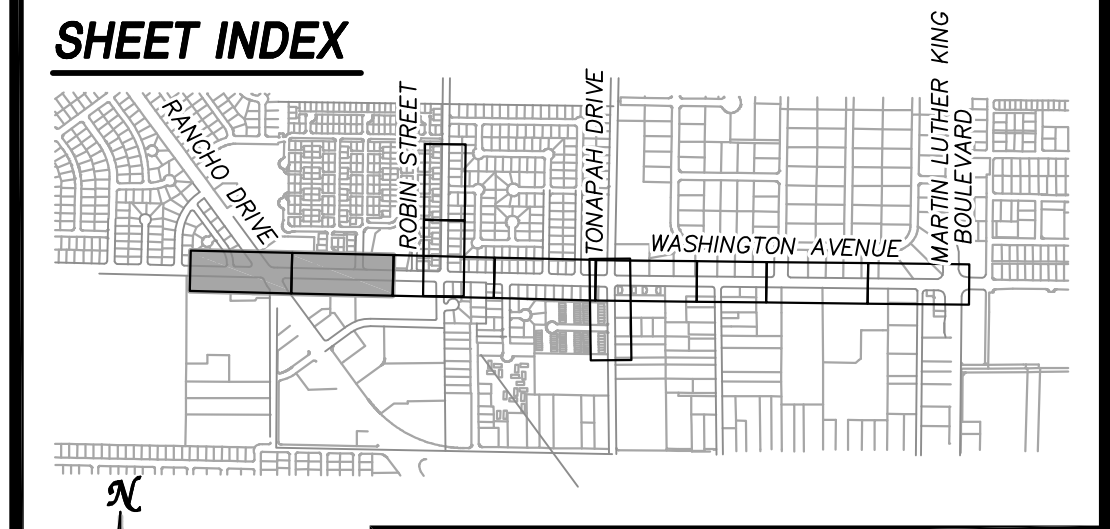 SHEET INDEX
RANCHO DRIVE
ROBIN STREET
TONAPAH DRIVE
WASHINGTON AVENUE
MARTIN LUTHER KING
BOULEVARD
N